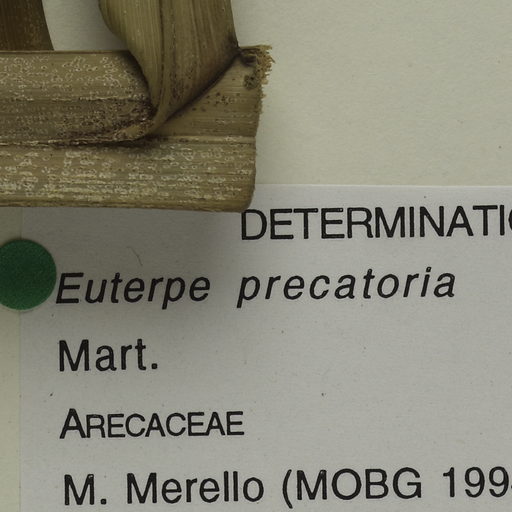 DETERMINATI
Euterpe precatoria
Mart.
ARECACEAE
M. Merello (MOBG 199